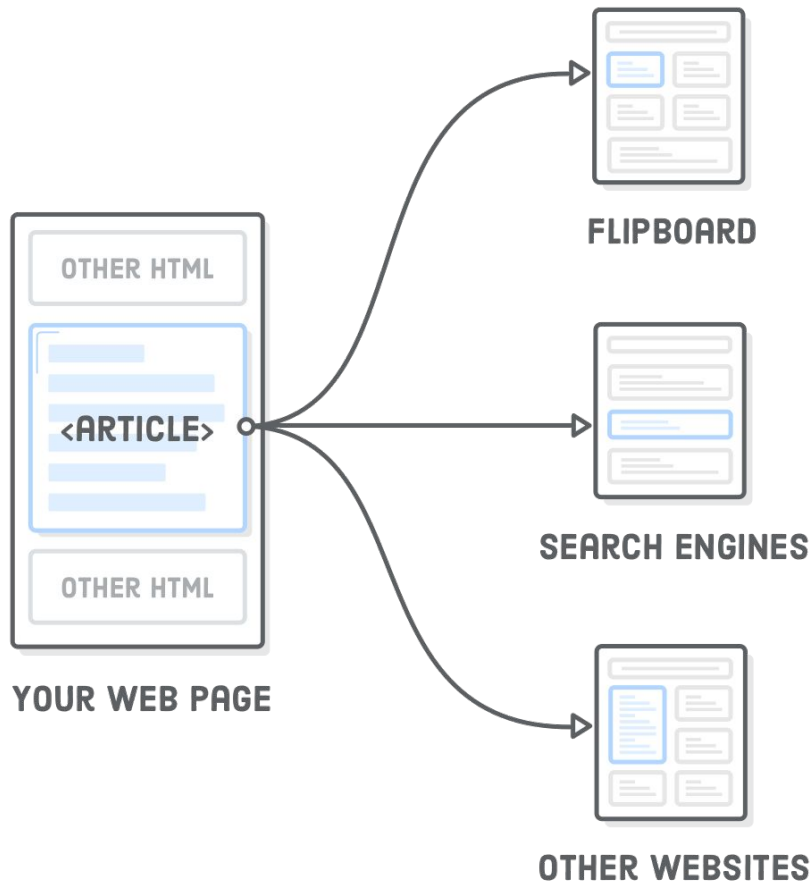 FLIPBOARD
OTHER HTML
<ARTICLE>
OTHER HTML
YOUR WEB PAGE
SEARCH ENGINES
OTHER WEBSITES